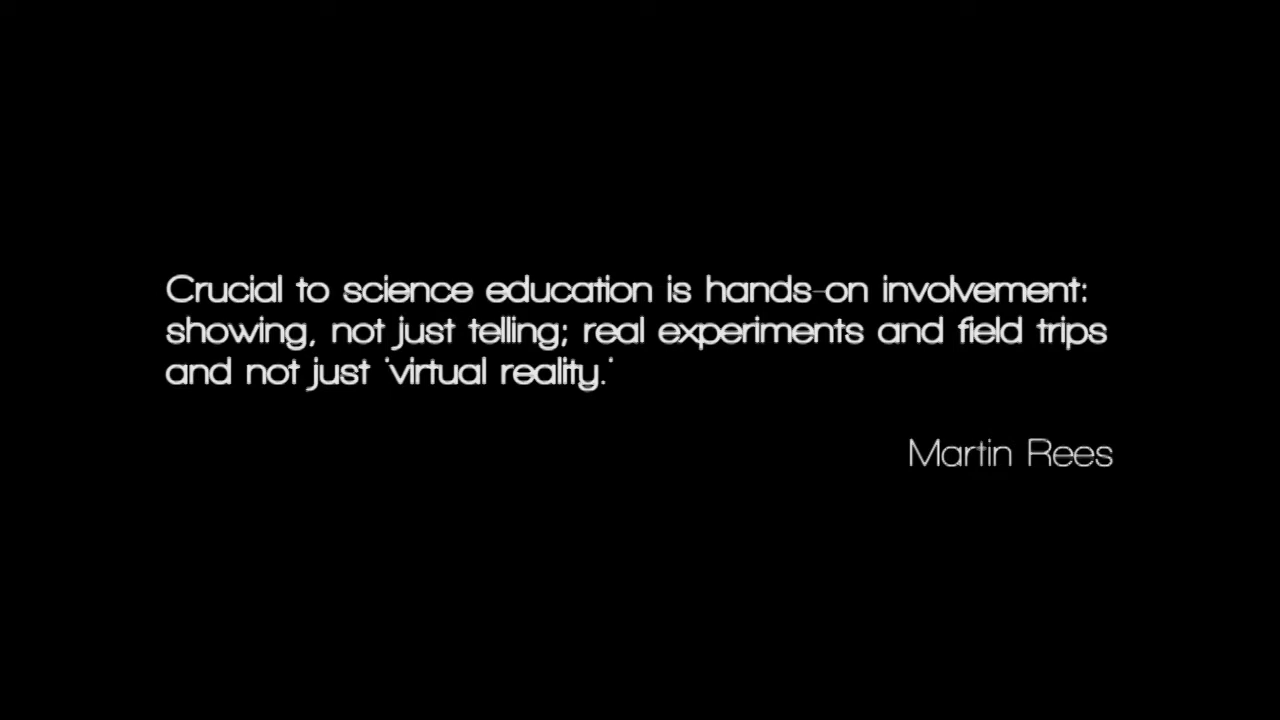 Crucial to science education is hands-on involvement:
showing, not just telling; real experiments and field trips
and not just 'virtual reality.'
Martin Rees